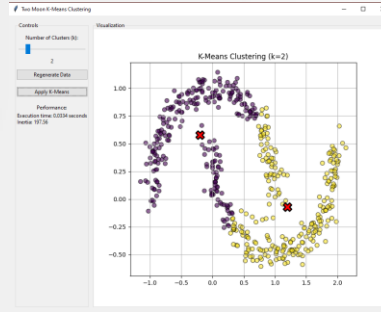 Two Moon K-Means Clustering
Controls
Number of Clusters (k):
2
Regenerate Data
Apply K-Means
Performance:
Execution time: 0.0034 seconds
Inertia: 197.56
Visualization
K-Means Clustering (k=2)
1.00
0.75
0.50
0.25
0.00
−0.25
−0.50
−1.0 −0.5 0.0 0.5 1.0 1.5 2.0